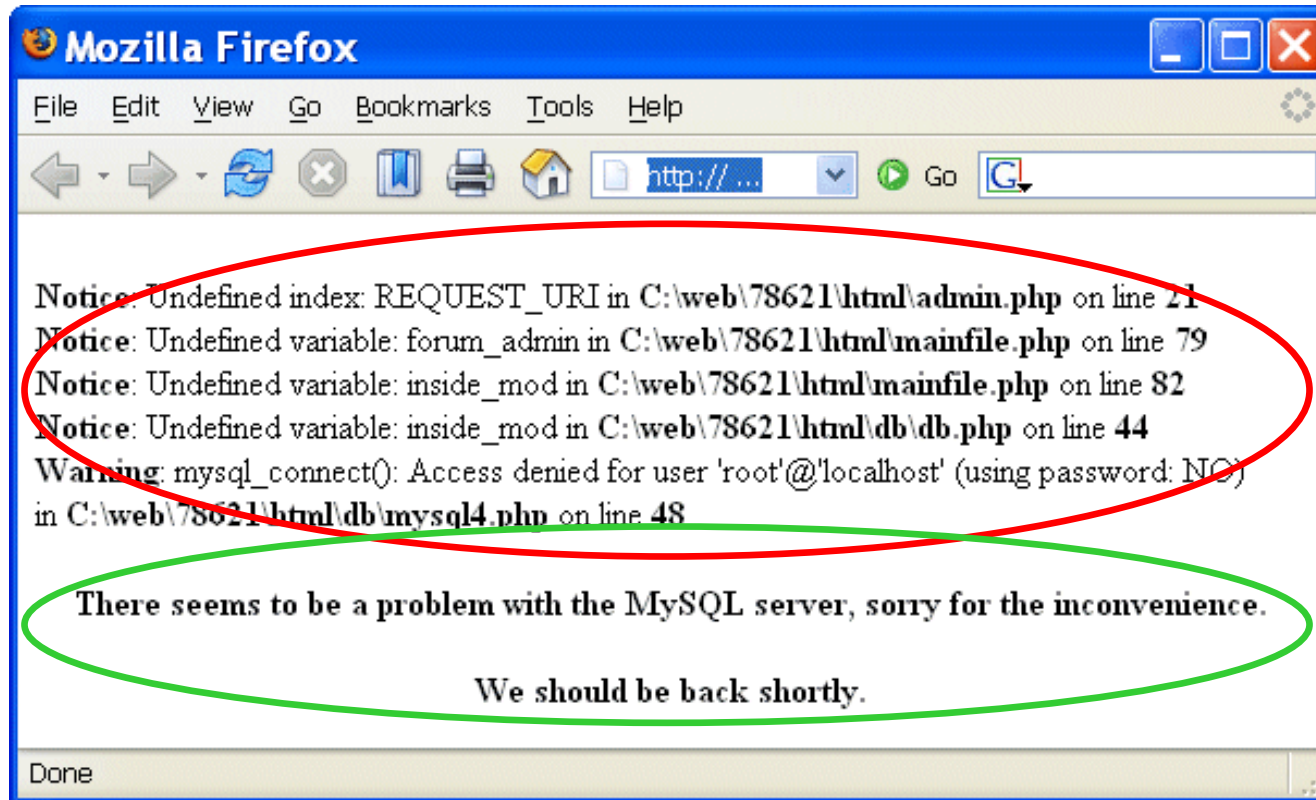 Mozilla Firefox
File Edit View Go Bookmarks Tools Help
http:// ... Go G
Notice: Undefined index: REQUEST_URI in C:\web\78621\html\admin.php on line 21
Notice: Undefined variable: forum_admin in C:\web\78621\html\mainfile.php on line 79
Notice: Undefined variable: inside_mod in C:\web\78621\html\mainfile.php on line 82
Notice: Undefined variable: inside_mod in C:\web\78621\html\db\db.php on line 44
Warning: mysql_connect(): Access denied for user 'root'@'localhost' (using password: NO)
in C:\web\78621\html\db\mysql4.php on line 48
There seems to be a problem with the MySQL server, sorry for the inconvenience.
We should be back shortly.
Done